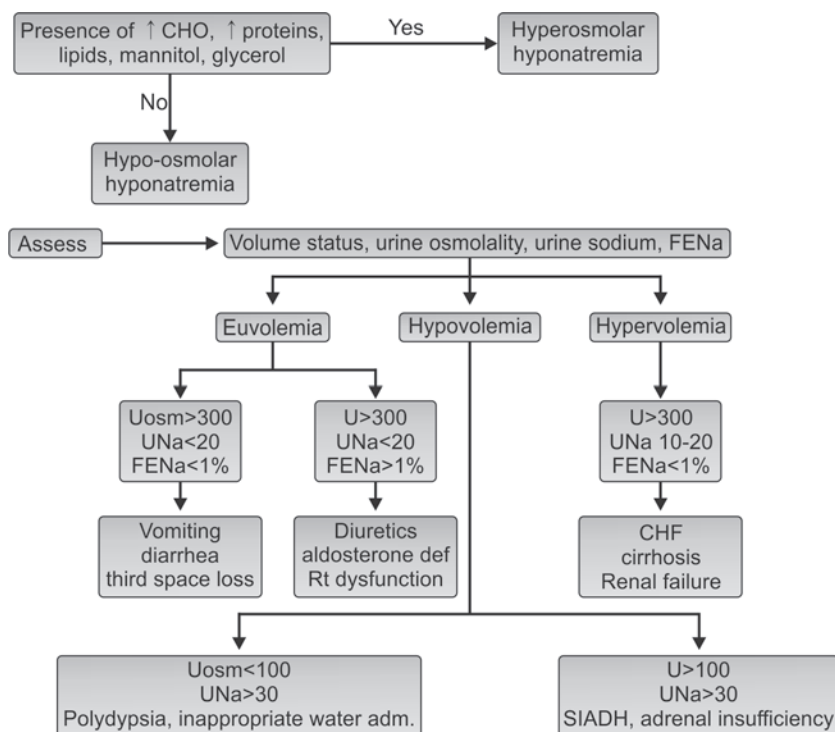 Presence of ↑ CHO, ↑ proteins,
lipids, mannitol, glycerol
Yes
Hyperosmolar
hyponatremia
No
Hypo-osmolar
hyponatremia
Assess
Volume status, urine osmolality, urine sodium, FENa
Euvolemia
Hypovolemia
Hypervolemia
Uosm>300
UNa<20
FENa<1%
U>300
UNa<20
FENa>1%
U>300
UNa 10-20
FENa<1%
Vomiting
diarrhea
third space loss
Diuretics
aldosterone def
Rt dysfunction
CHF
cirrhosis
Renal failure
Uosm<100
UNa>30
Polydypsia, inappropriate water adm.
U>100
UNa>30
SIADH, adrenal insufficiency